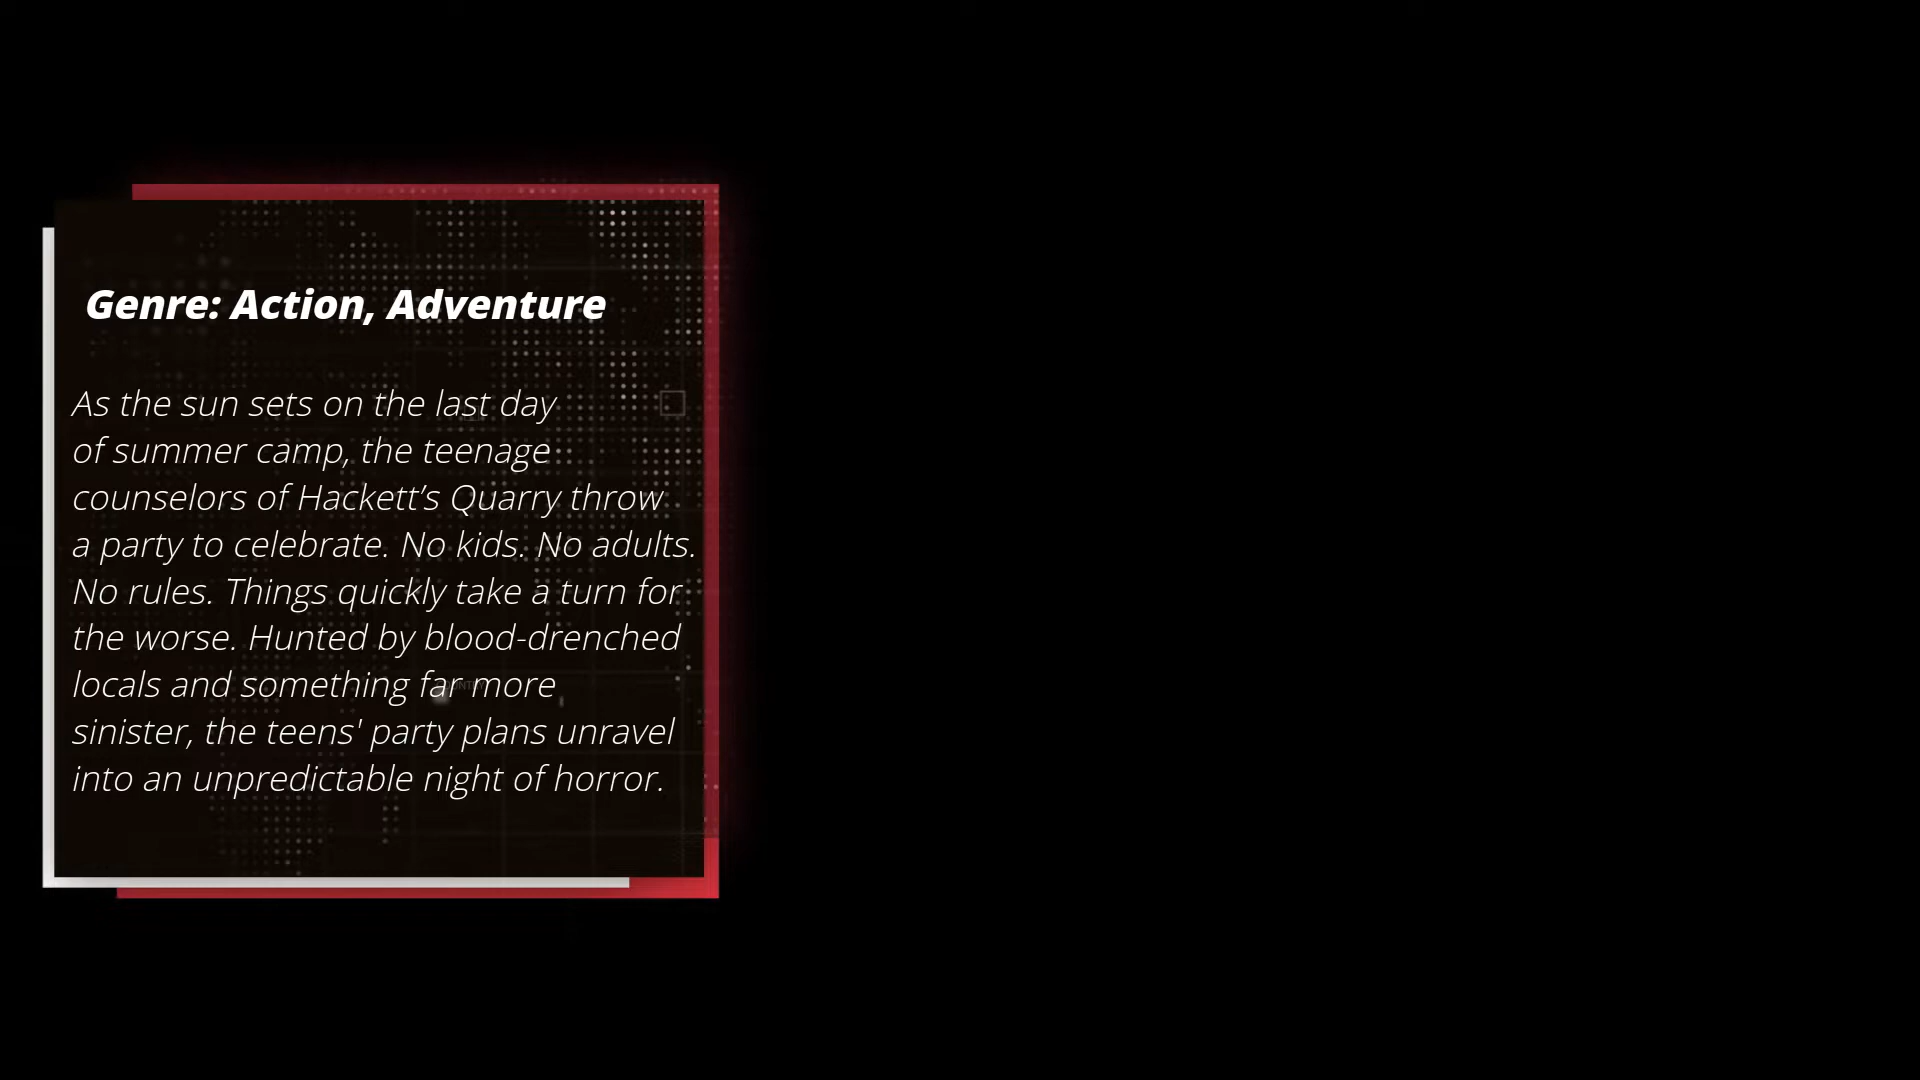 Genre: Action, Adventure
As the sun sets on the last day
of summer camp, the teenage
counselors of Hackett’s Quarry throw
a party to celebrate. No kids. No adults.
No rules. Things quickly take a turn for
the worse. Hunted by blood-drenched
locals and something far more
sinister, the teens' party plans unravel
into an unpredictable night of horror.